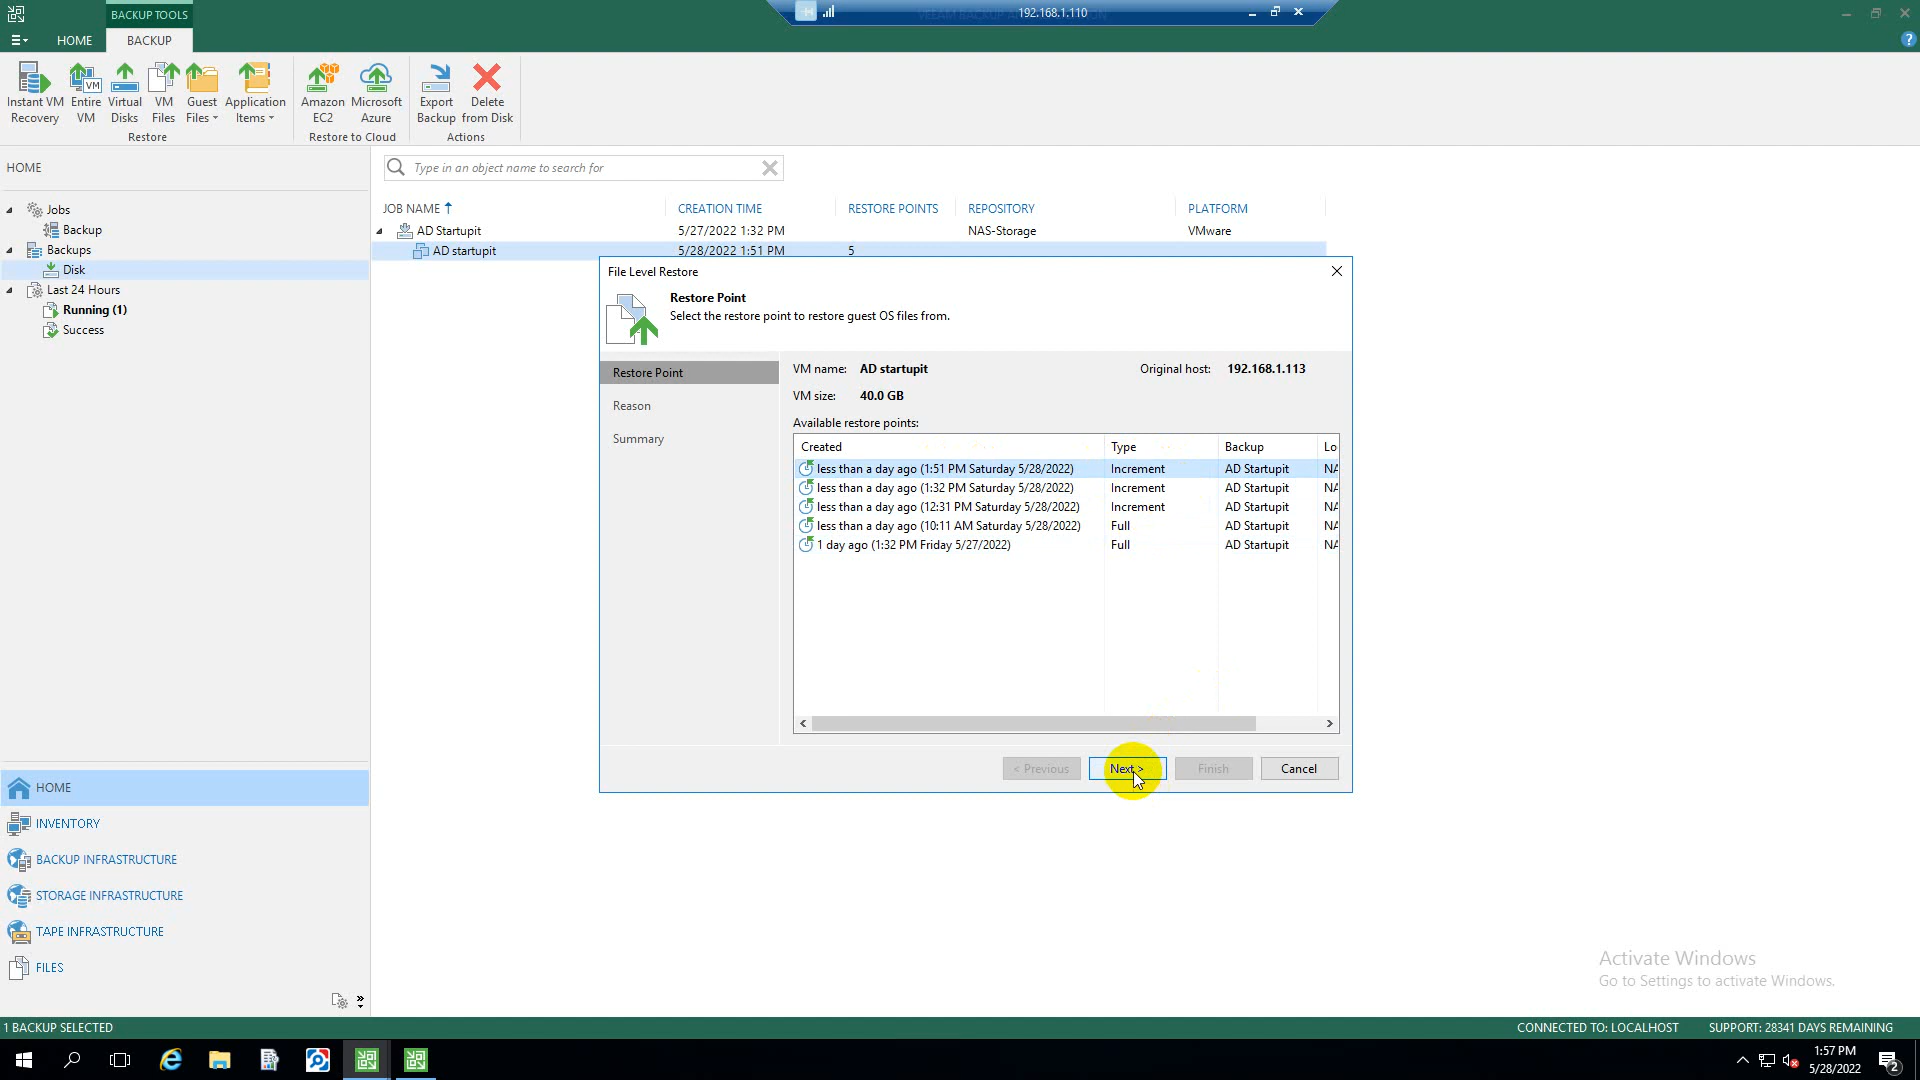 BACKUP TOOLS
192.168.1.110
HOME
BACKUP
Instant VM
Recovery
Entire
VM
Virtual
Disks
VM
Files
Guest
Files
Application
Items
Amazon
EC2
Microsoft
Azure
Export
Backup
Delete
from Disk
Restore
Restore to Cloud
Actions
HOME
Type in an object name to search for
Jobs
Backup
Backups
Disk
Last 24 Hours
Running (1)
Success
JOB NAME
CREATION TIME
RESTORE POINTS
REPOSITORY
PLATFORM
AD Startupit
5/27/2022 1:32 PM
NAS-Storage
VMware
AD startupit
5/28/2022 1:51 PM
5
File Level Restore
Restore Point
Select the restore point to restore guest OS files from.
Restore Point
Reason
Summary
VM name: AD startupit
Original host: 192.168.1.113
VM size: 40.0 GB
Available restore points:
Created Type Backup Lo
less than a day ago (1:51 PM Saturday 5/28/2022) Increment AD Startupit NA
less than a day ago (1:32 PM Saturday 5/28/2022) Increment AD Startupit NA
less than a day ago (12:31 PM Saturday 5/28/2022) Increment AD Startupit NA
less than a day ago (10:11 AM Saturday 5/28/2022) Full AD Startupit NA
1 day ago (1:32 PM Friday 5/27/2022) Full AD Startupit NA
< Previous
Next >
Finish
Cancel
HOME
INVENTORY
BACKUP INFRASTRUCTURE
STORAGE INFRASTRUCTURE
TAPE INFRASTRUCTURE
FILES
Activate Windows
Go to Settings to activate Windows.
1 BACKUP SELECTED
CONNECTED TO: LOCALHOST
SUPPORT: 28341 DAYS REMAINING
1:57 PM
5/28/2022
2